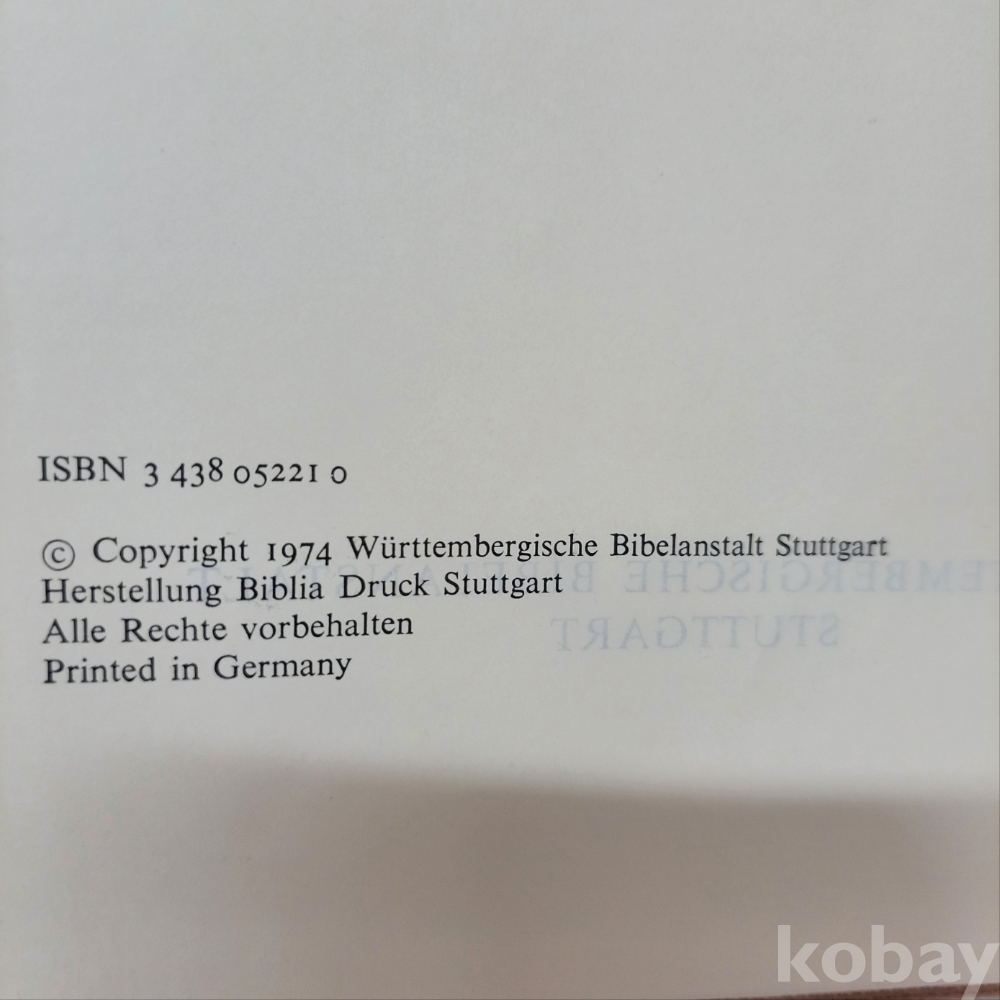 ISBN 3 438 05221 0
© Copyright 1974 Württembergische Bibelanstalt Stuttgart
Herstellung Biblia Druck Stuttgart
Alle Rechte vorbehalten
Printed in Germany
STUTTGART
kobay